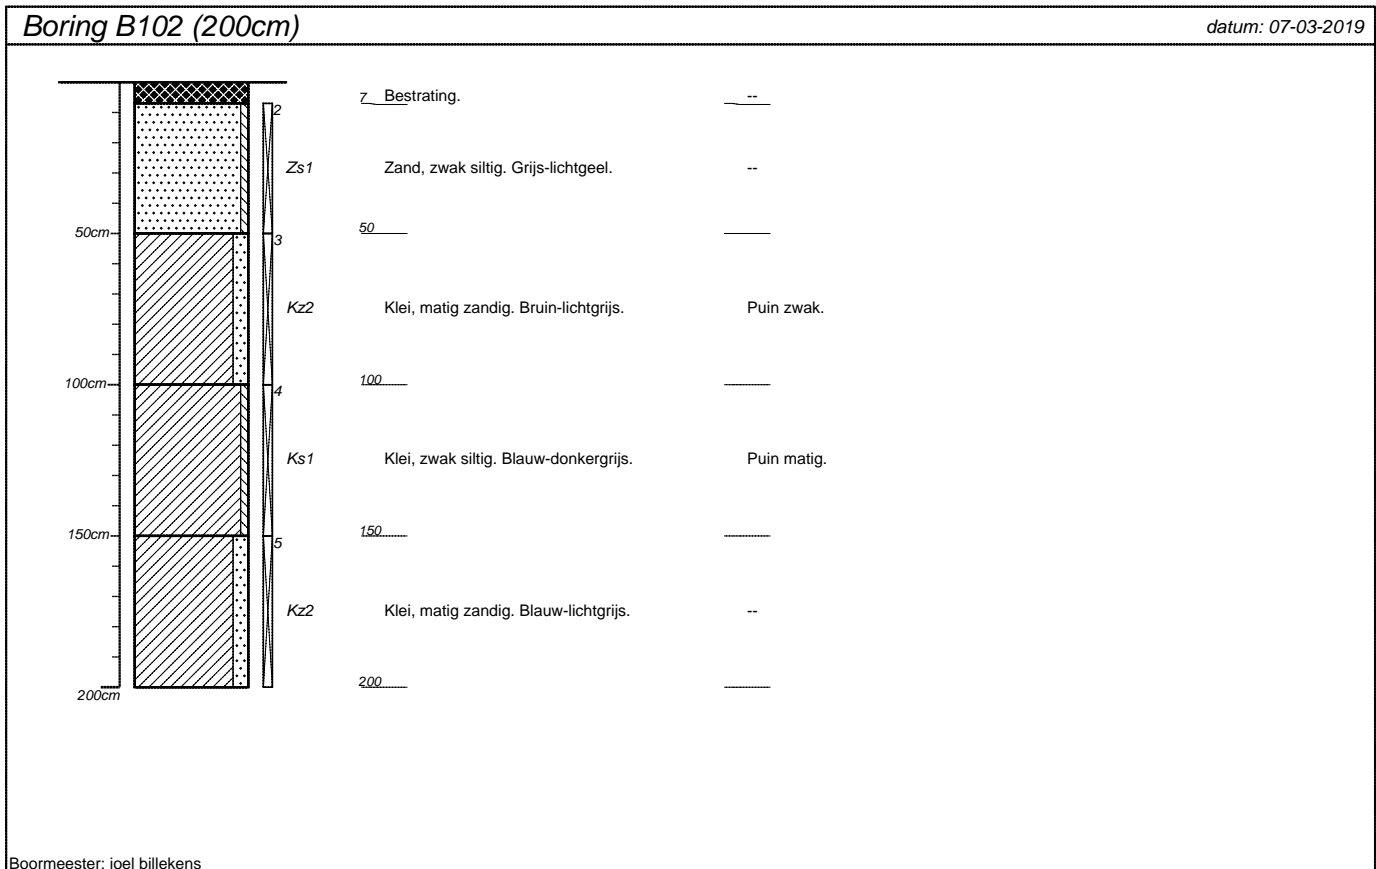 Boring B102 (200cm) datum: 07-03-2019
7 Bestrating. --
2
Zs1 Zand, zwak siltig. Grijs-lichtgeel. --
50cm 50
3
Kz2 Klei, matig zandig. Bruin-lichtgrijs. Puin zwak.
100cm 100
4
Ks1 Klei, zwak siltig. Blauw-donkergrijs. Puin matig.
150cm 150
5
Kz2 Klei, matig zandig. Blauw-lichtgrijs. --
200cm 200
Boormeester: joel billekens